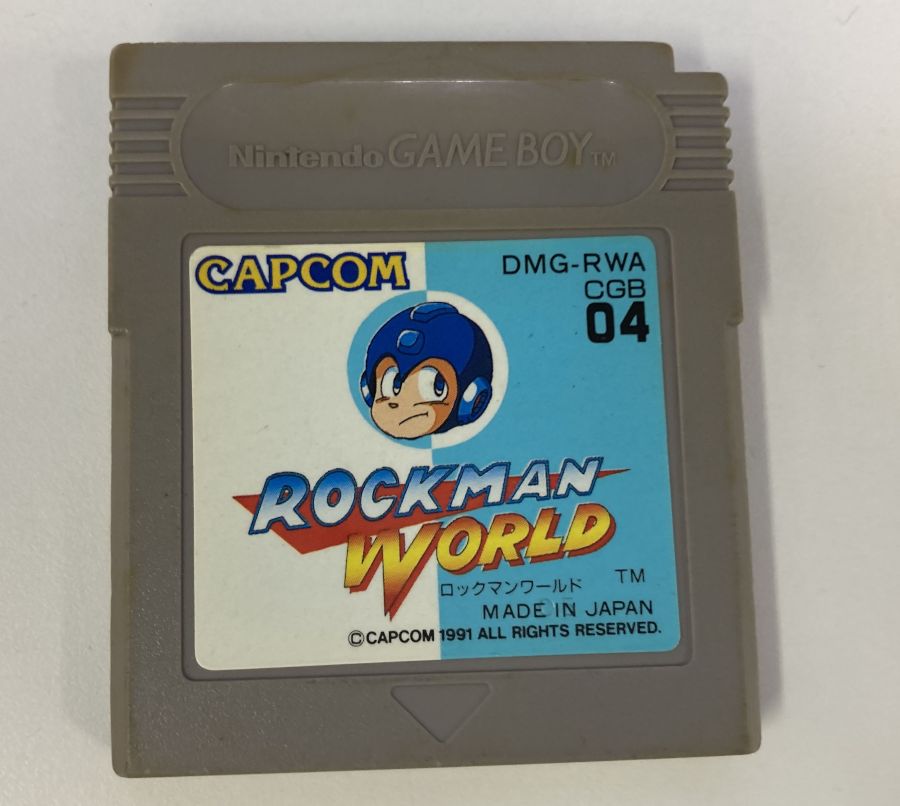 Nintendo GAME BOY TM
CAPCOM
DMG-RWA
CGB
04
ROCKMAN
WORLD
ロックマンワールド TM
MADE IN JAPAN
©CAPCOM 1991 ALL RIGHTS RESERVED.